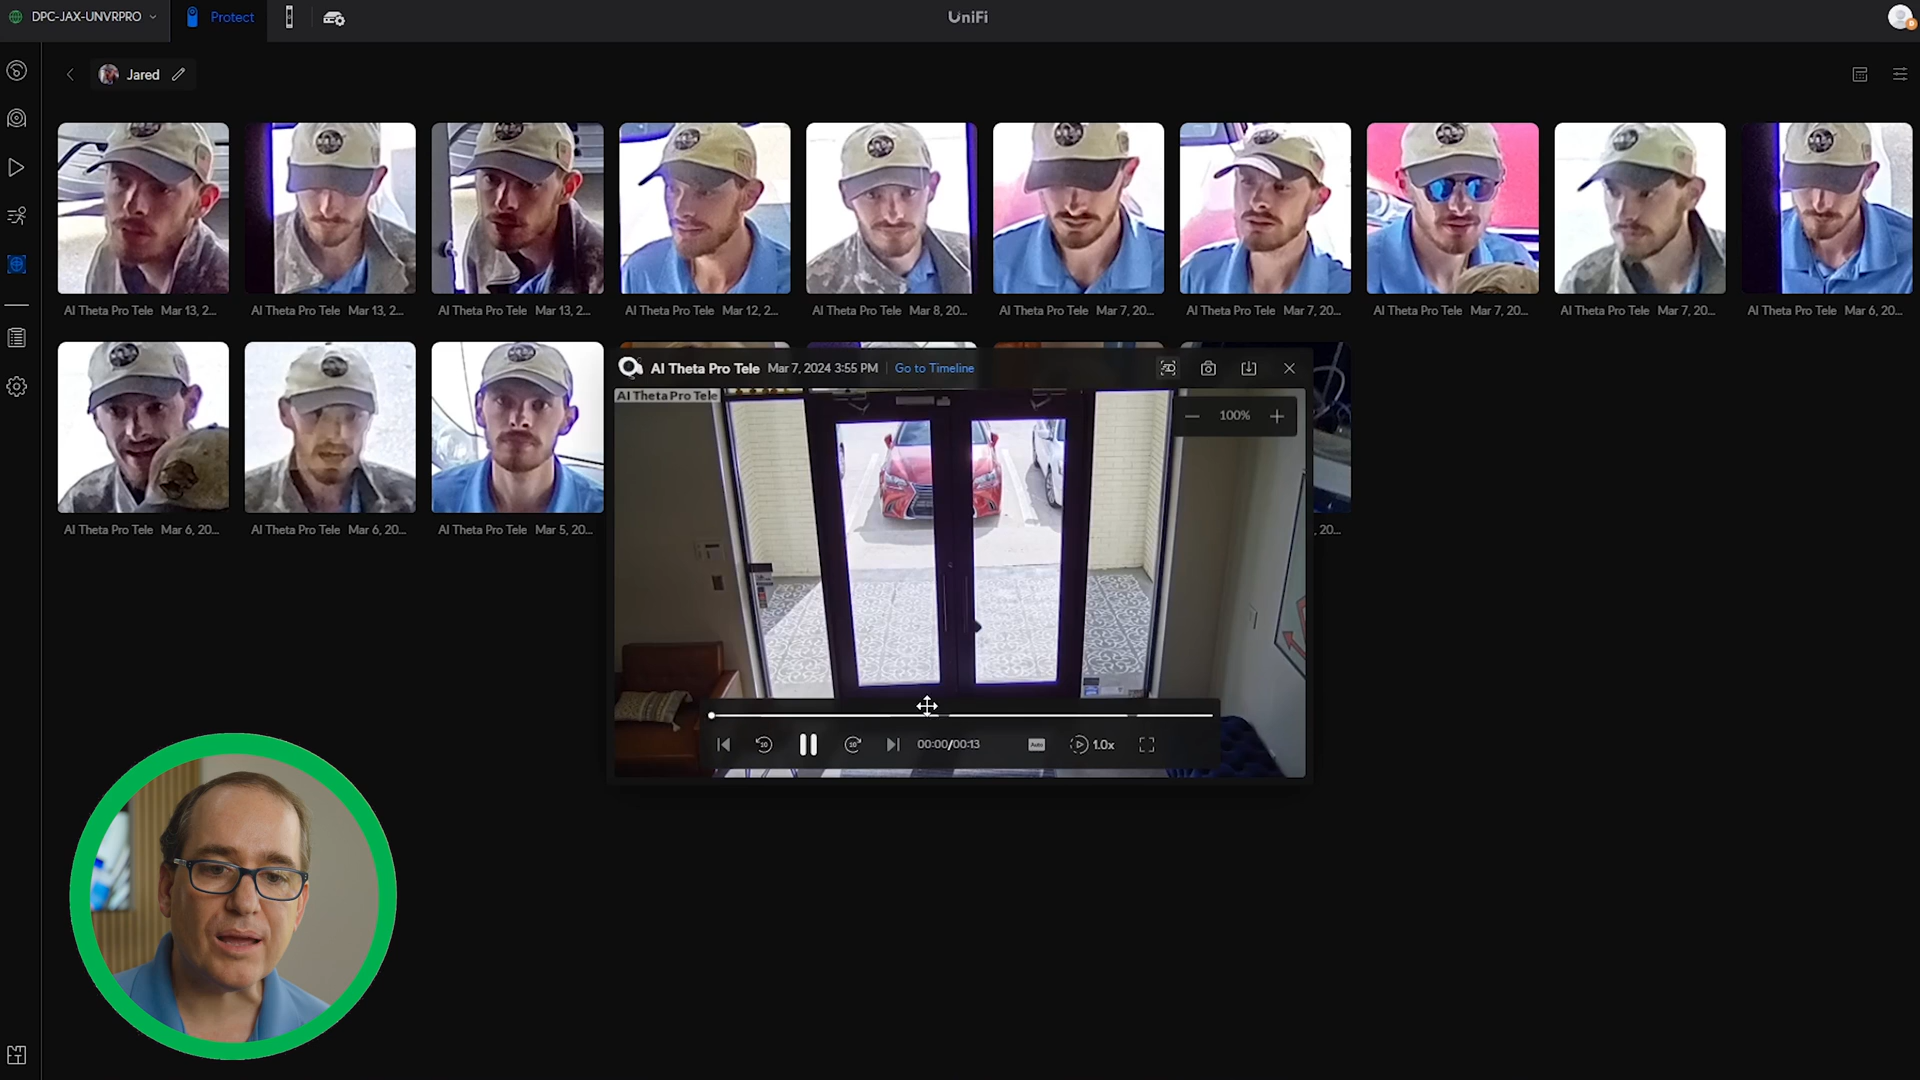 DPC-JAX-UNVRPRO
Protect
UniFi
Jared
AI Theta Pro Tele Mar 13, 2...
AI Theta Pro Tele Mar 13, 2...
AI Theta Pro Tele Mar 13, 2...
AI Theta Pro Tele Mar 12, 2...
AI Theta Pro Tele Mar 8, 20...
AI Theta Pro Tele Mar 7, 20...
AI Theta Pro Tele Mar 7, 20...
AI Theta Pro Tele Mar 7, 20...
AI Theta Pro Tele Mar 7, 20...
AI Theta Pro Tele Mar 6, 20...
AI Theta Pro Tele Mar 6, 20...
AI Theta Pro Tele Mar 6, 20...
AI Theta Pro Tele Mar 5, 20...
, 20...
AI Theta Pro Tele Mar 7, 2024 3:55 PM Go to Timeline
AI Theta Pro Tele
100%
10
10
00:00/00:13
Auto
1.0x